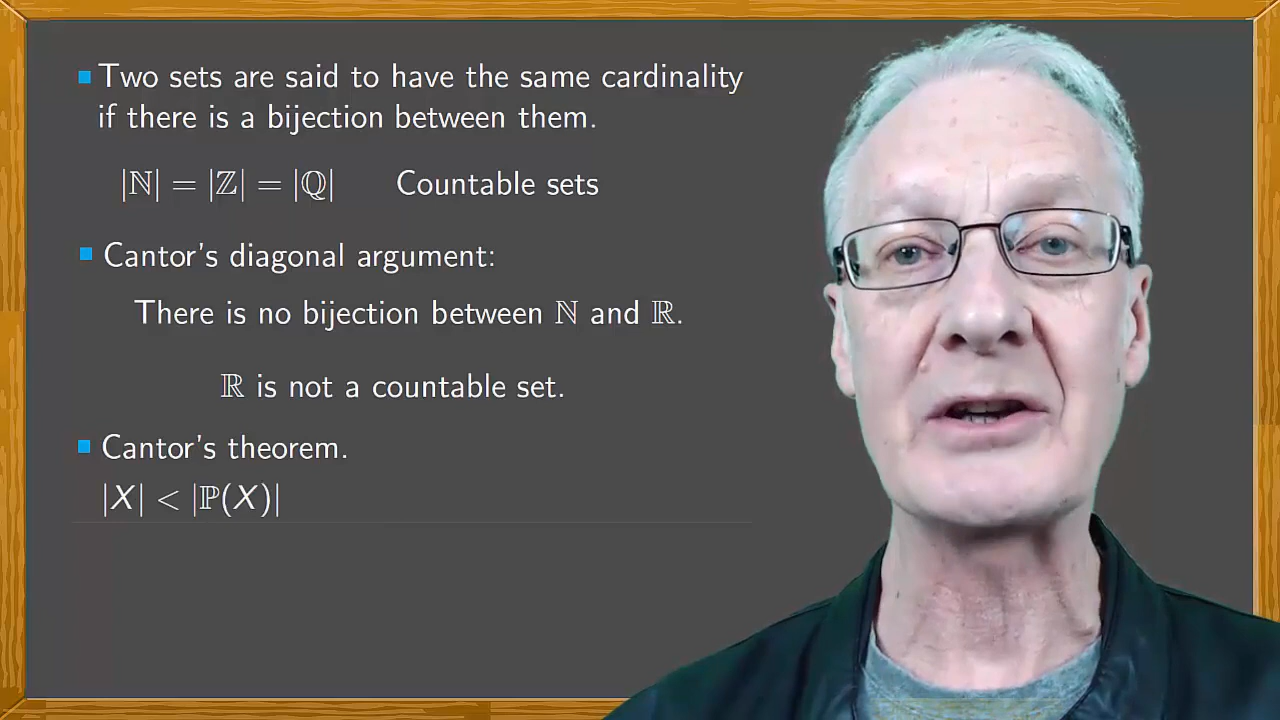 Two sets are said to have the same cardinality
if there is a bijection between them.
|ℕ| = |ℤ| = |ℚ| Countable sets
Cantor's diagonal argument:
There is no bijection between ℕ and ℝ.
ℝ is not a countable set.
Cantor's theorem.
|X| < |ℙ(X)|